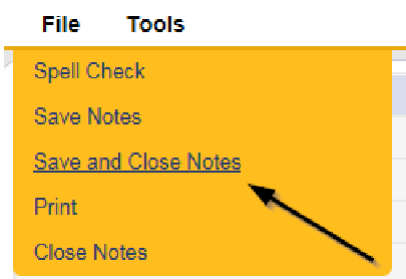 File Tools
Spell Check
Save Notes
Save and Close Notes
Print
Close Notes